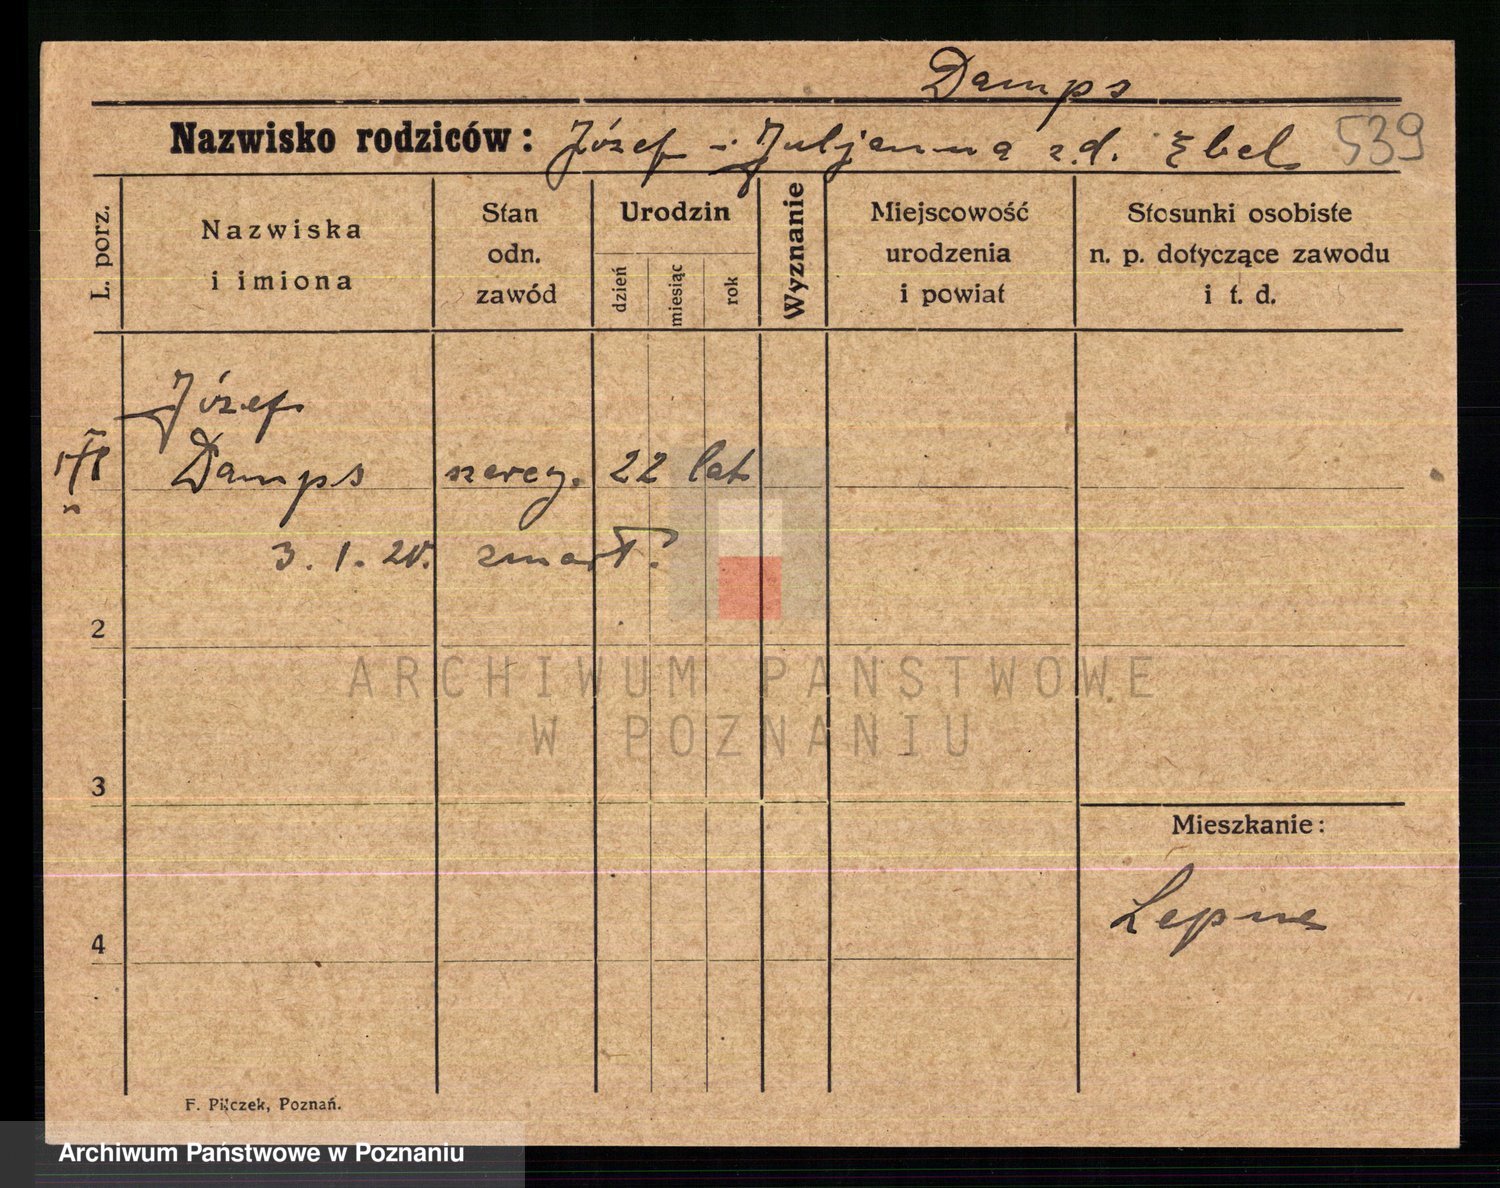 Damps
Nazwisko rodziców: Józef i Juljanna z.d. Ebel 539
L. porz.
Nazwiska
i imiona
Stan
odn.
zawód
Urodzin
dzień
miesiąc
rok
Wyznanie
Miejscowość
urodzenia
i powiat
Stosunki osobiste
n. p. dotyczące zawodu
i t. d.
Józef
Damps szereg. 22 lat
3. 1. 20. zmarł.
2
ARCHIWUM PAŃSTWOWE
W POZNANIU
3
Mieszkanie:
4
F. Pilczek, Poznań.
Archiwum Państwowe w Poznaniu